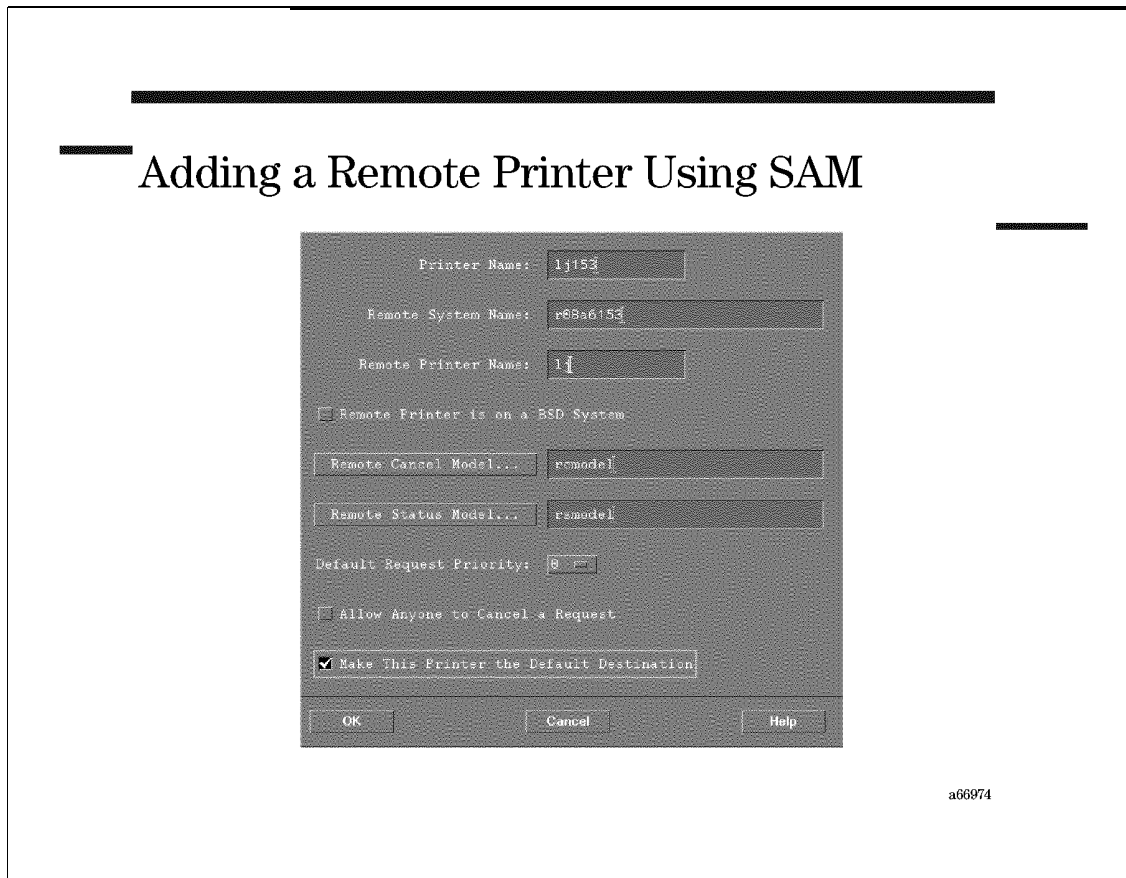 Adding a Remote Printer Using SAM
Printer Name: lj153
Remote System Name: r08a6153
Remote Printer Name: lj
Remote Printer is on a BSD System
Remote Cancel Model... rcmodel
Remote Status Model... rsmodel
Default Request Priority: 0
Allow Anyone to Cancel a Request
Make This Printer the Default Destination
OK Cancel Help
a66974